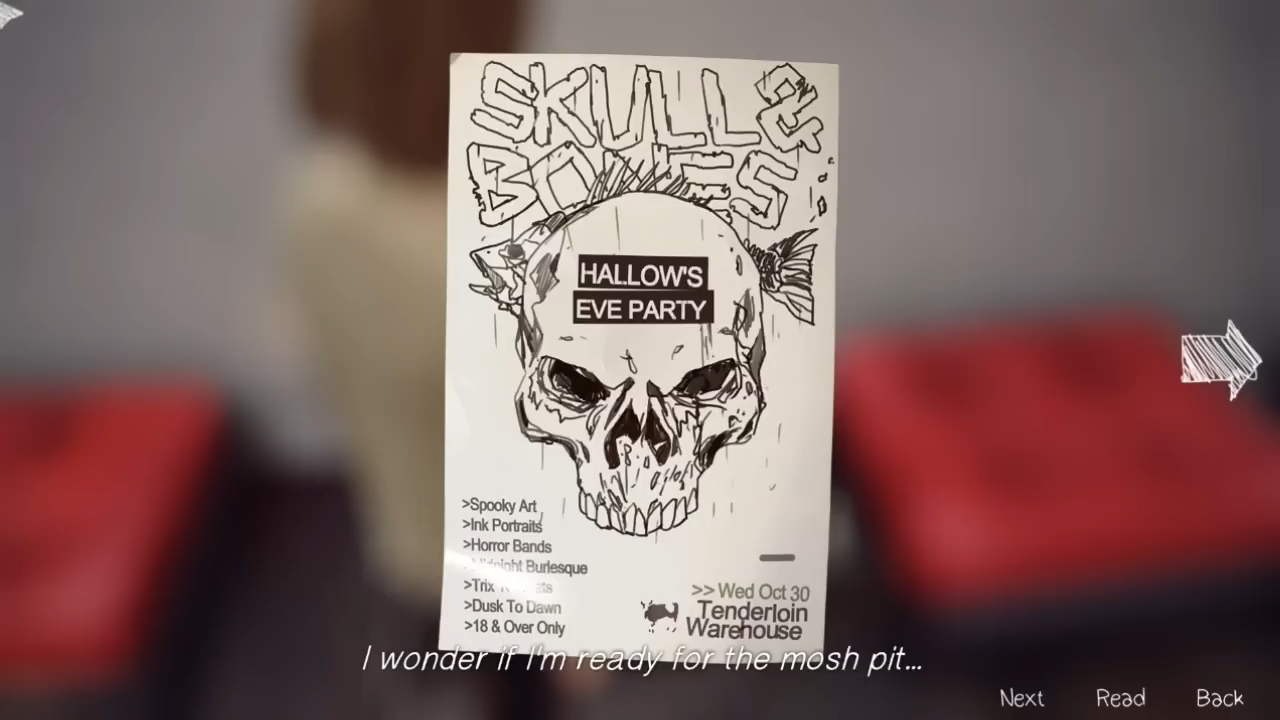 SKULL &
BONES
HALLOW'S
EVE PARTY
>Spooky Art
>Ink Portraits
>Horror Bands
Midnight Burlesque
>Trix
>Dusk To Dawn
>18 & Over Only
>> Wed Oct 30
Tenderloin
Warehouse
I wonder if I'm ready for the mosh pit...
Next Read Back